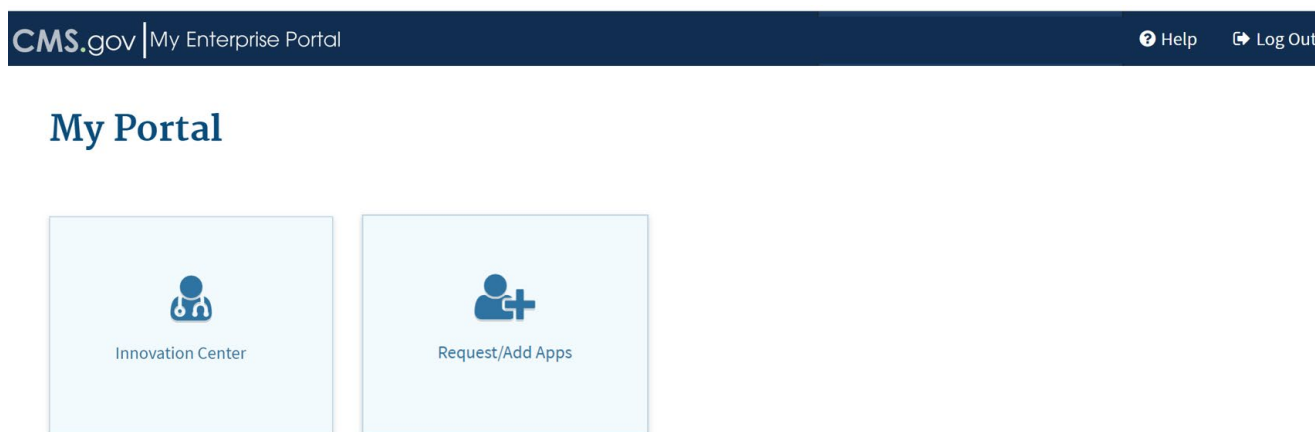 CMS.gov My Enterprise Portal Help Log Out
My Portal
Innovation Center Request/Add Apps